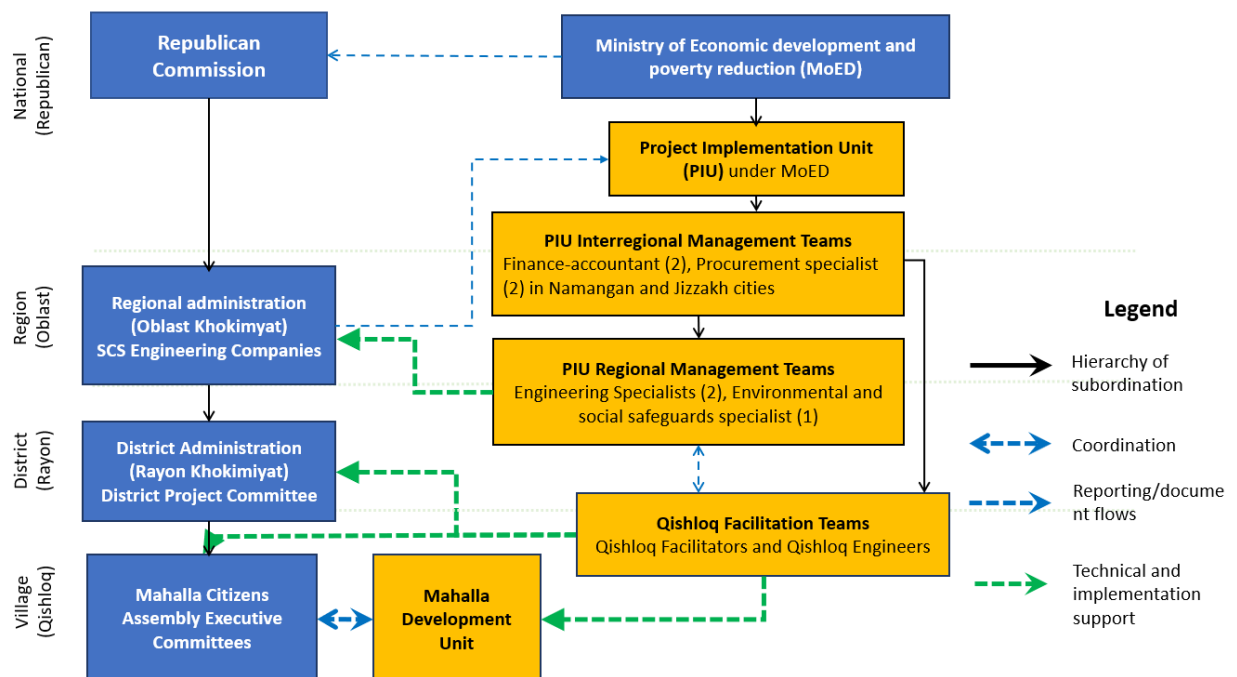 National
(Republican)
Republican
Commission
Ministry of Economic development and
poverty reduction (MoED)
Project Implementation Unit
(PIU) under MoED
PIU Interregional Management Teams
Finance-accountant (2), Procurement specialist
(2) in Namangan and Jizzakh cities
Region
(Oblast)
Regional administration
(Oblast Khokimyat)
SCS Engineering Companies
PIU Regional Management Teams
Engineering Specialists (2), Environmental and
social safeguards specialist (1)
District
(Rayon)
District Administration
(Rayon Khokimiyat)
District Project Committee
Qishloq Facilitation Teams
Qishloq Facilitators and Qishloq Engineers
Village
(Qishloq)
Mahalla Citizens
Assembly Executive
Committees
Mahalla
Development
Unit
Legend
Hierarchy of
subordination
Coordination
Reporting/docume
nt flows
Technical and
implementation
support